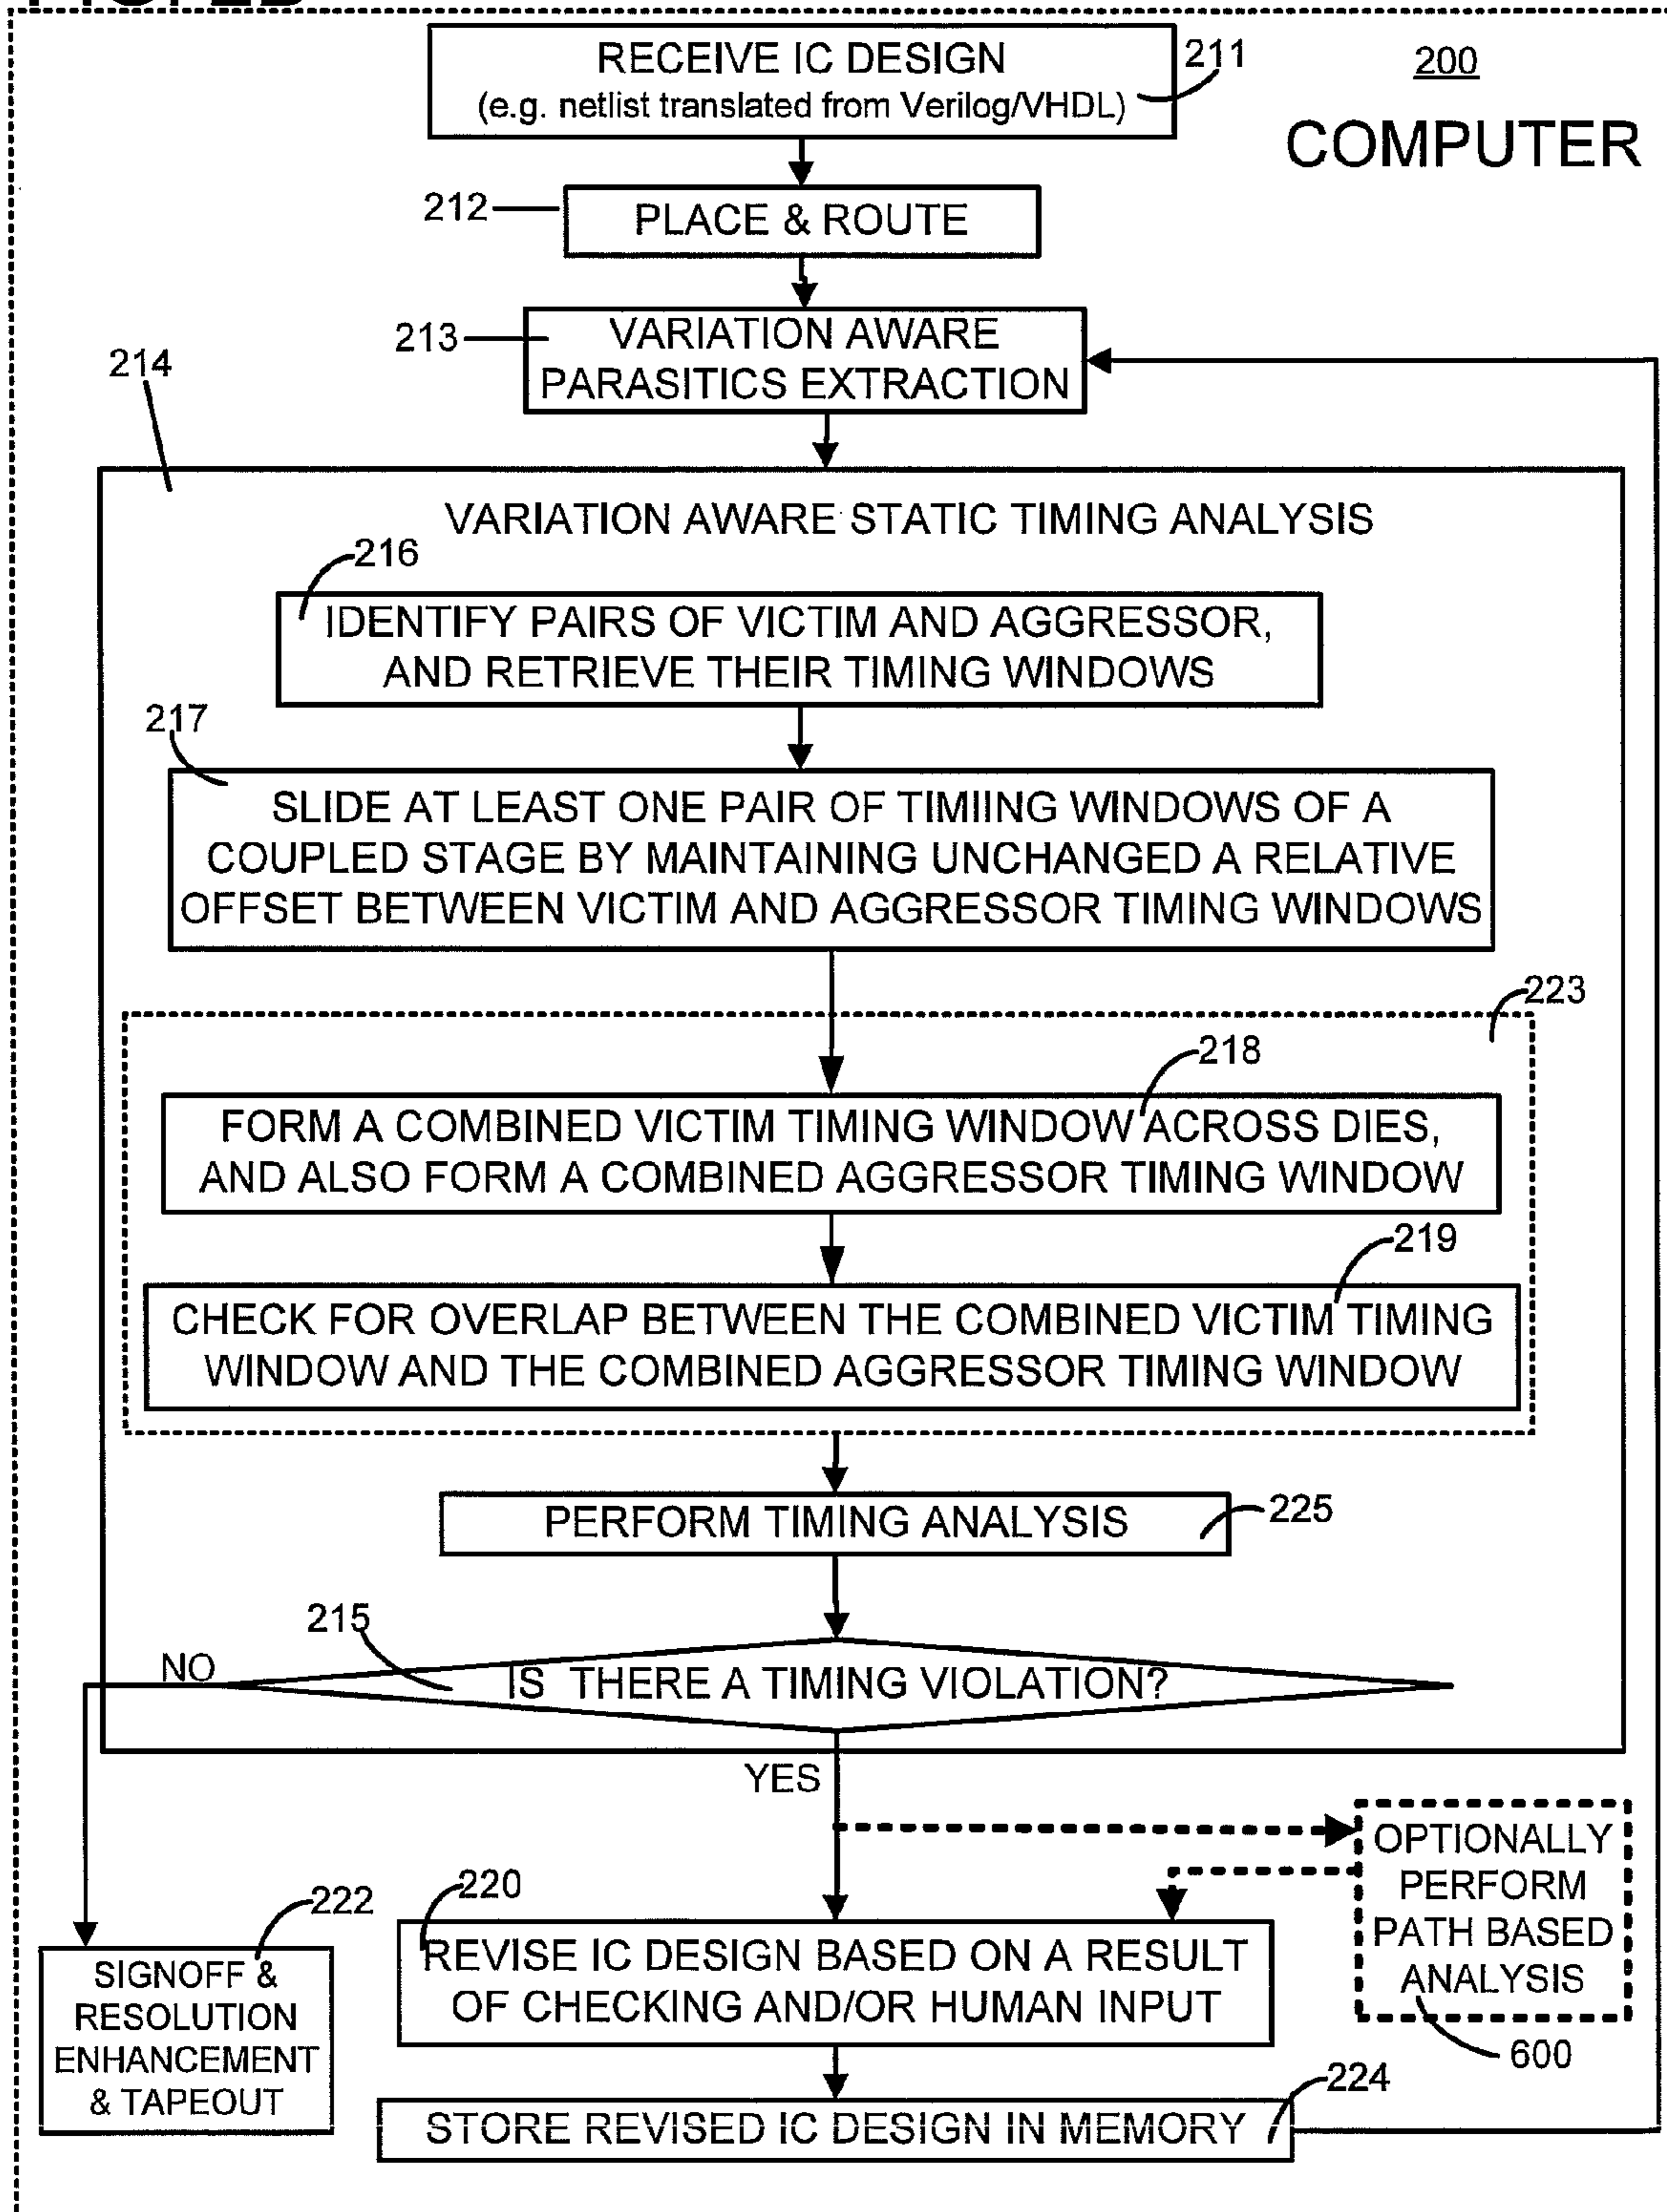 RECEIVE IC DESIGN
(e.g. netlist translated from Verilog/VHDL)
211
200
COMPUTER
212
PLACE & ROUTE
213
VARIATION AWARE
PARASITICS EXTRACTION
214
VARIATION AWARE STATIC TIMING ANALYSIS
216
IDENTIFY PAIRS OF VICTIM AND AGGRESSOR,
AND RETRIEVE THEIR TIMING WINDOWS
217
SLIDE AT LEAST ONE PAIR OF TIMIING WINDOWS OF A
COUPLED STAGE BY MAINTAINING UNCHANGED A RELATIVE
OFFSET BETWEEN VICTIM AND AGGRESSOR TIMING WINDOWS
223
218
FORM A COMBINED VICTIM TIMING WINDOW ACROSS DIES,
AND ALSO FORM A COMBINED AGGRESSOR TIMING WINDOW
219
CHECK FOR OVERLAP BETWEEN THE COMBINED VICTIM TIMING
WINDOW AND THE COMBINED AGGRESSOR TIMING WINDOW
PERFORM TIMING ANALYSIS
225
215
NO
IS THERE A TIMING VIOLATION?
YES
OPTIONALLY
PERFORM
PATH BASED
ANALYSIS
600
222
SIGNOFF &
RESOLUTION
ENHANCEMENT
& TAPEOUT
220
REVISE IC DESIGN BASED ON A RESULT
OF CHECKING AND/OR HUMAN INPUT
224
STORE REVISED IC DESIGN IN MEMORY